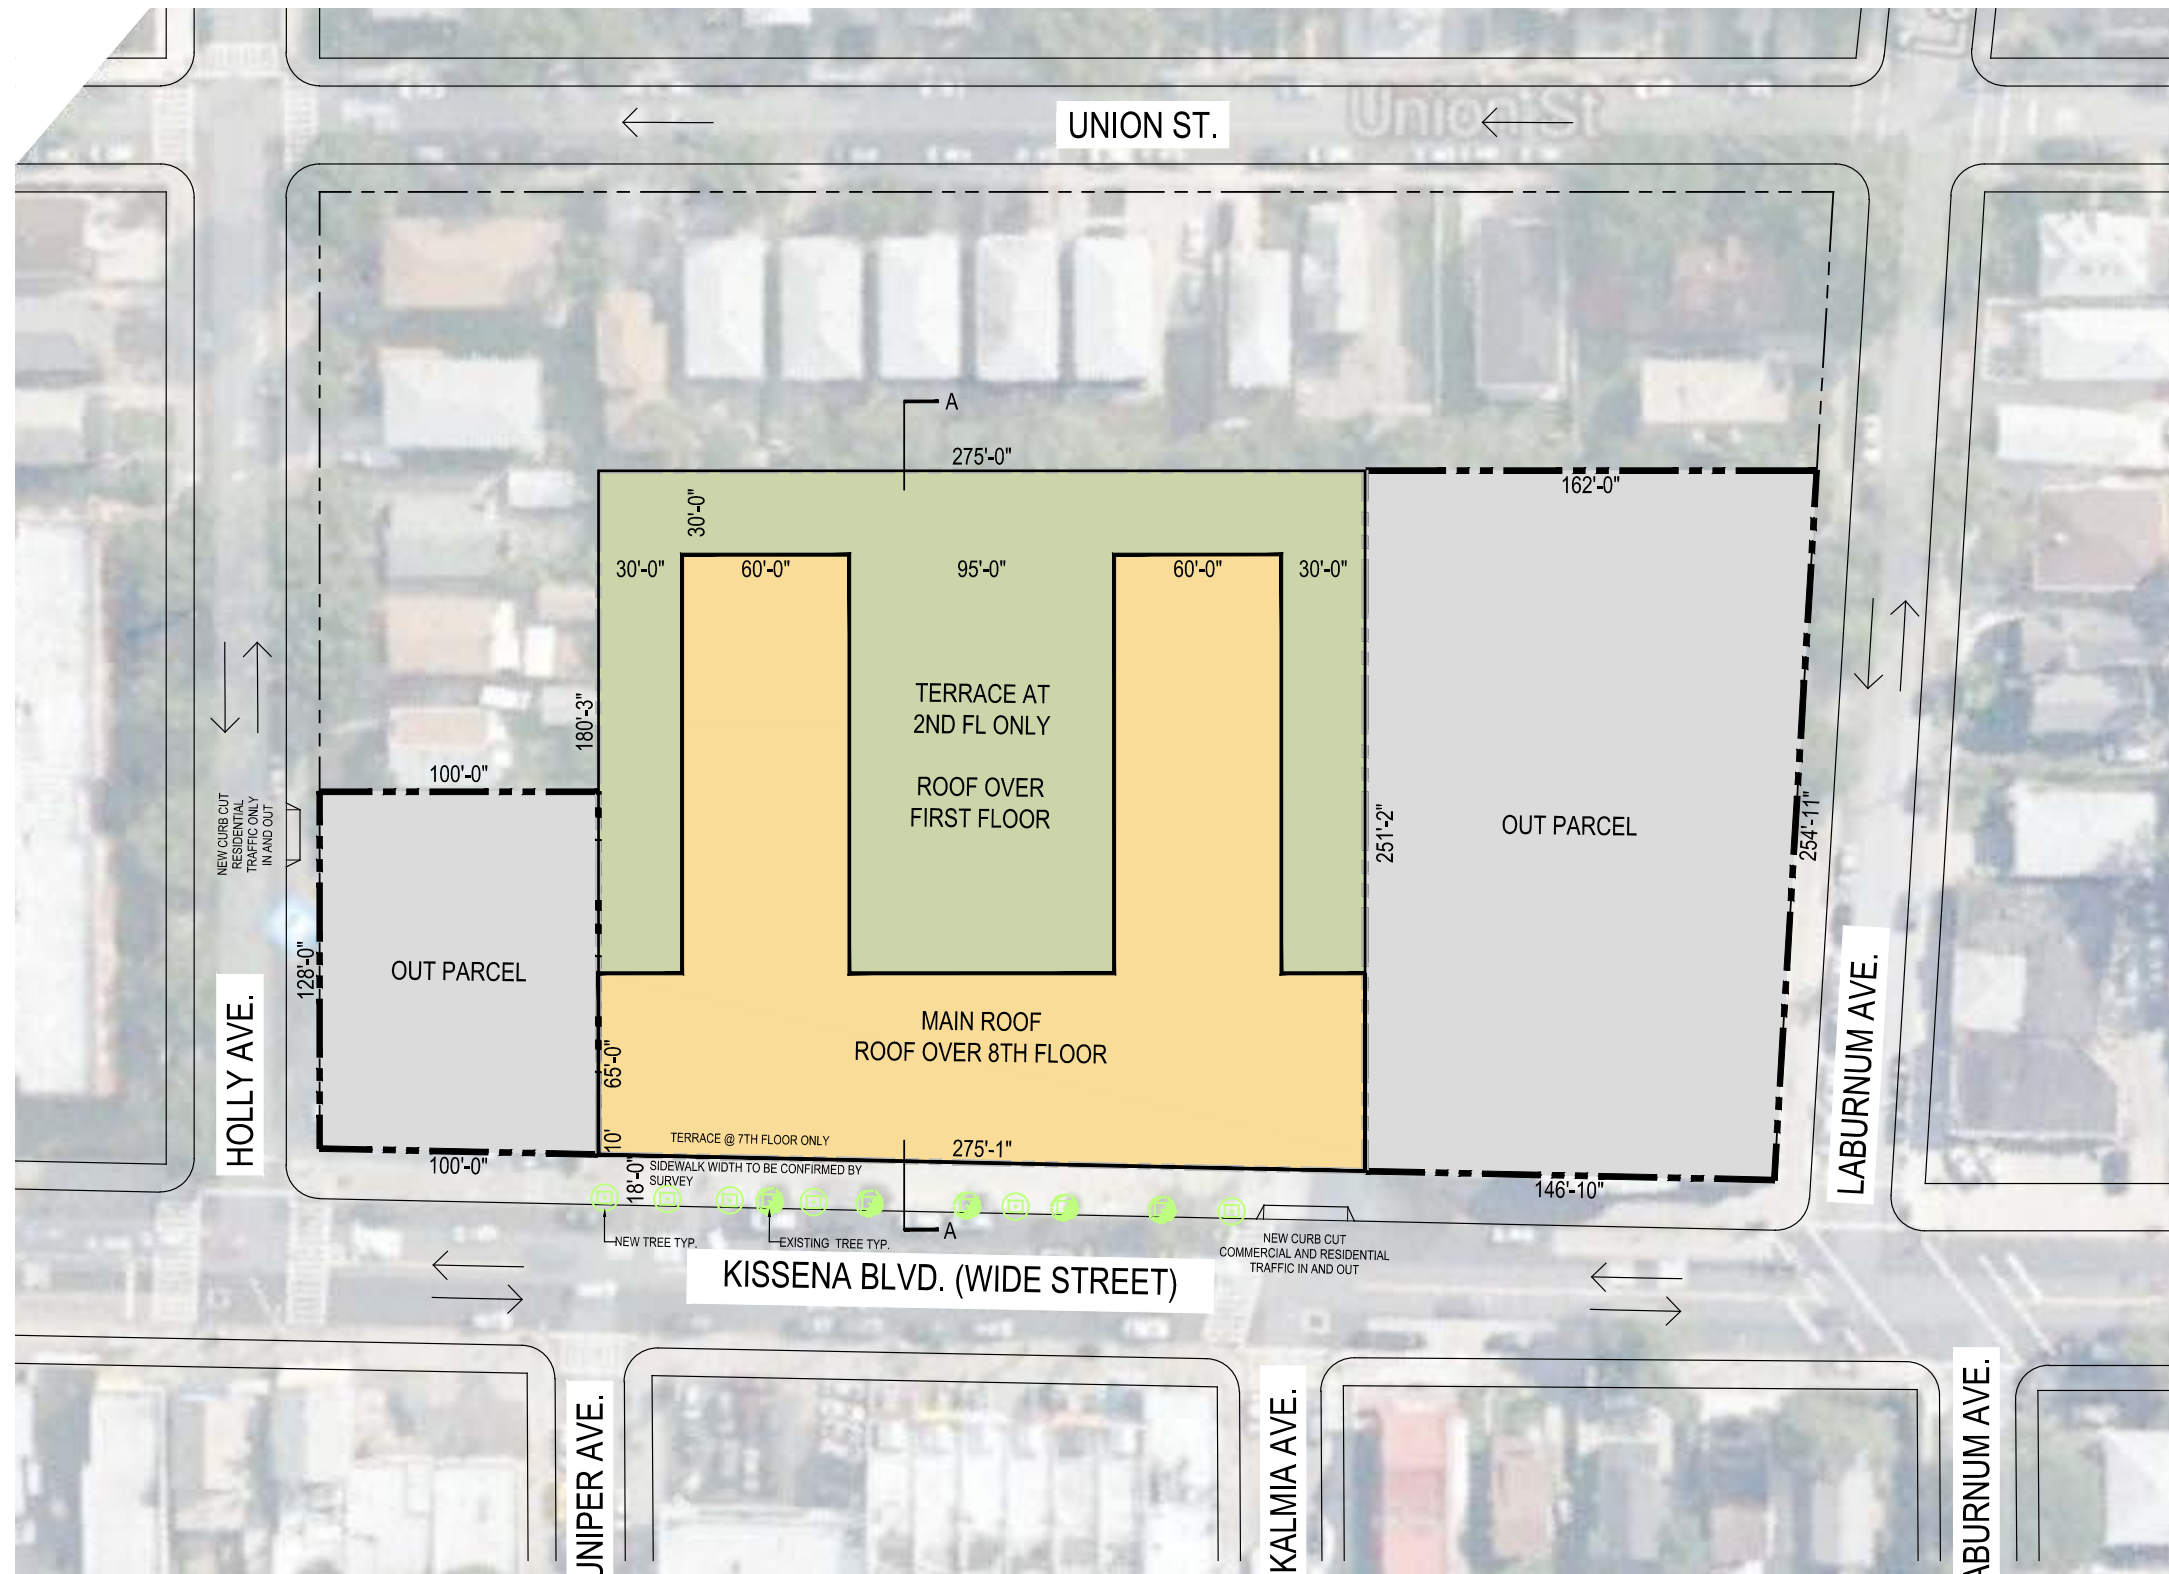 UNION ST.
Union St
A
275'-0"
162'-0"
30'-0"
30'-0"
60'-0"
95'-0"
60'-0"
30'-0"
TERRACE AT
2ND FL ONLY
180'-3"
100'-0"
ROOF OVER
FIRST FLOOR
NEW CURB CUT
RESIDENTIAL
TRAFFIC ONLY
IN AND OUT
251'-2"
OUT PARCEL
254'-11"
OUT PARCEL
128'-0"
HOLLY AVE.
MAIN ROOF
ROOF OVER 8TH FLOOR
65'-0"
LABURNUM AVE.
10'
TERRACE @ 7TH FLOOR ONLY
275'-1"
100'-0"
18'-0"
SIDEWALK WIDTH TO BE CONFIRMED BY
SURVEY
146'-10"
NEW TREE TYP.
EXISTING TREE TYP.
A
NEW CURB CUT
COMMERCIAL AND RESIDENTIAL
TRAFFIC IN AND OUT
KISSENA BLVD. (WIDE STREET)
UNIPER AVE.
KALMIA AVE.
ABURNUM AVE.